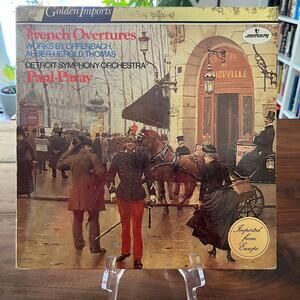 Golden Imports
French Overtures
WORKS BY OFFENBACH,
AUBER, HEROLD, THOMAS
DETROIT SYMPHONY ORCHESTRA
Paul Paray
mercury
Imported
from
Europe